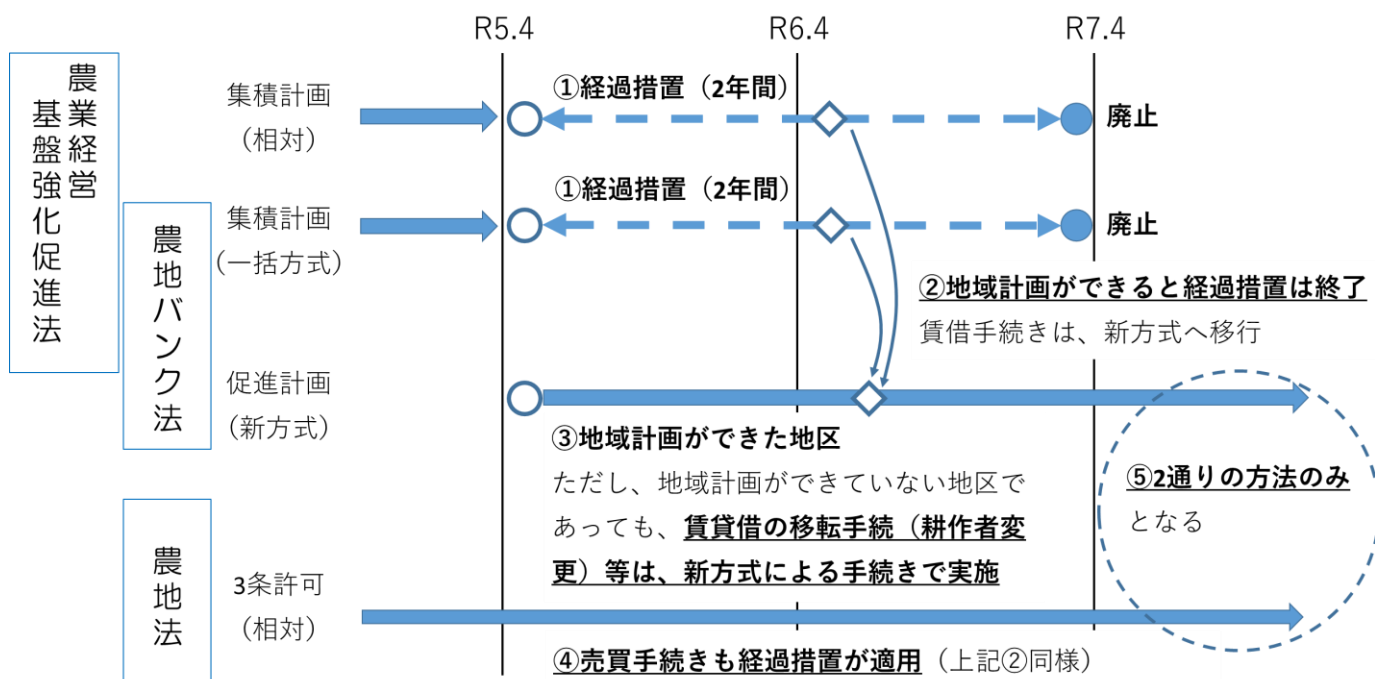 R5.4
R6.4
R7.4
農業経営
基盤強化促進法
集積計画
(相対)
①経過措置（2年間）
廃止
農地バンク法
集積計画
(一括方式)
①経過措置（2年間）
廃止
②地域計画ができると経過措置は終了
賃借手続きは、新方式へ移行
促進計画
(新方式)
③地域計画ができた地区
ただし、地域計画ができていない地区で
あっても、賃貸借の移転手続（耕作者変
更）等は、新方式による手続きで実施
⑤2通りの方法のみ
となる
農地法
3条許可
(相対)
④売買手続きも経過措置が適用（上記②同様）